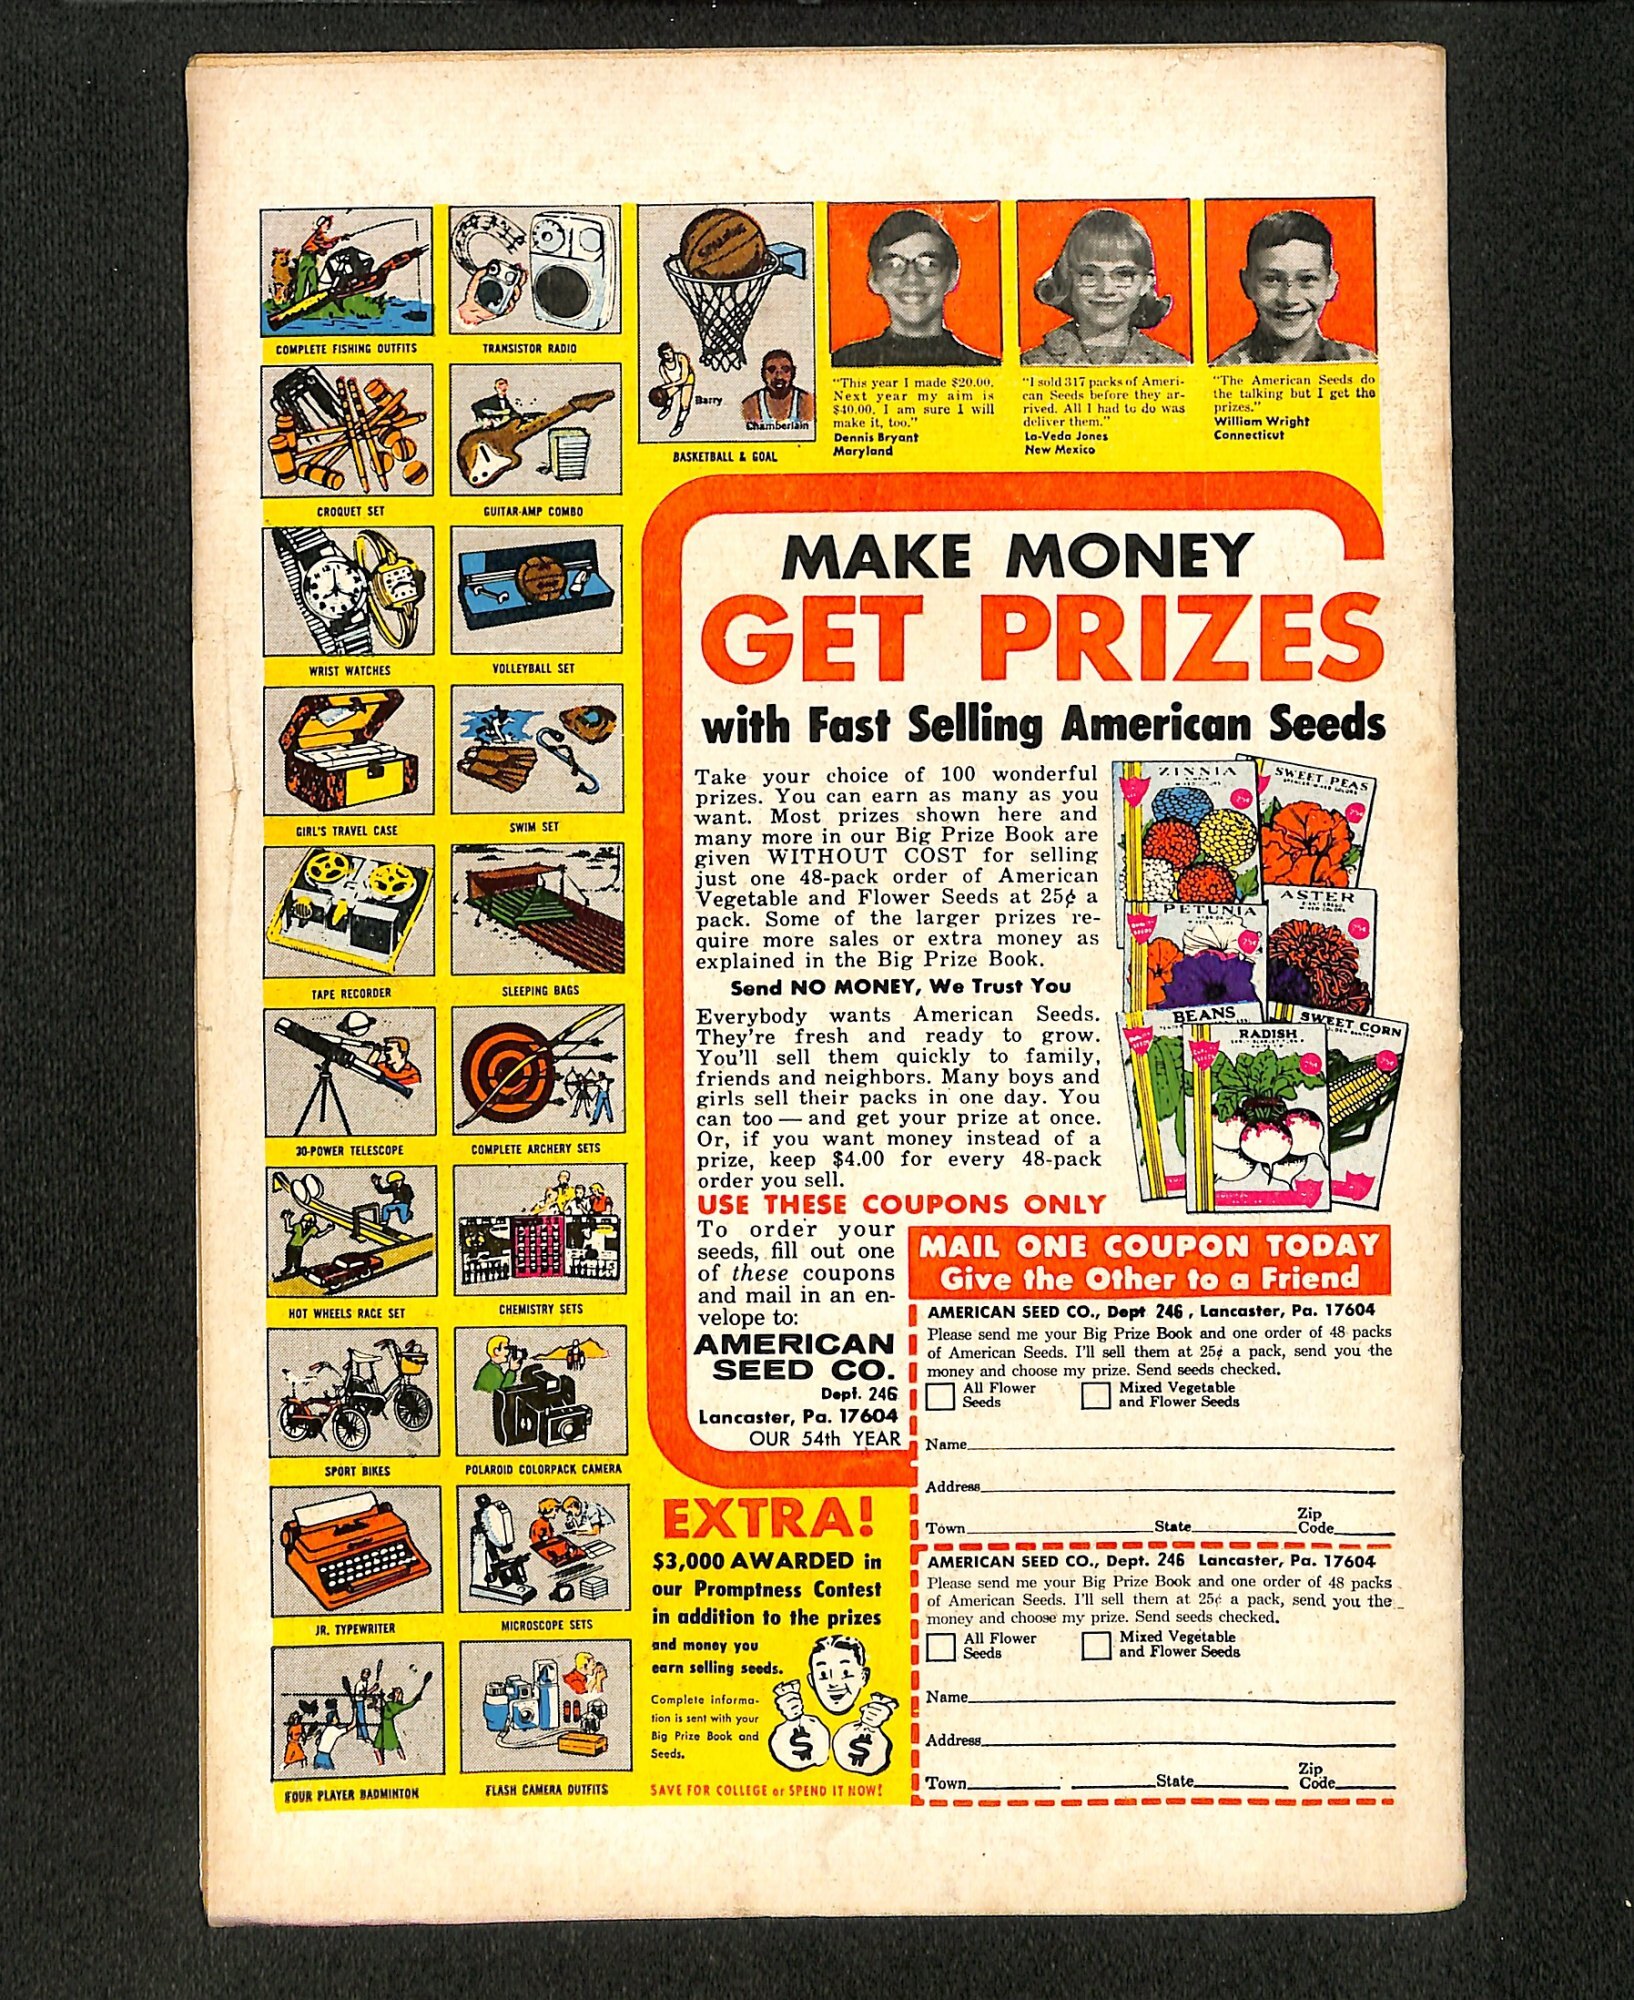 COMPLETE FISHING OUTFITS
TRANSISTOR RADIO
Barry
Chamberlain
BASKETBALL & GOAL
"This year I made $20.00.
Next year my aim is
$40.00. I am sure I will
make it, too."
Dennis Bryant
Maryland
"I sold 317 packs of Ameri-
can Seeds before they ar-
rived. All I had to do was
deliver them."
La-Veda Jones
New Mexico
"The American Seeds do
the talking but I get the
prizes."
William Wright
Connecticut
CROQUET SET
GUITAR-AMP COMBO
WRIST WATCHES
VOLLEYBALL SET
GIRL'S TRAVEL CASE
SWIM SET
TAPE RECORDER
SLEEPING BAGS
30-POWER TELESCOPE
COMPLETE ARCHERY SETS
HOT WHEELS RACE SET
CHEMISTRY SETS
SPORT BIKES
POLAROID COLORPACK CAMERA
JR. TYPEWRITER
MICROSCOPE SETS
FOUR PLAYER BADMINTON
FLASH CAMERA OUTFITS
MAKE MONEY
GET PRIZES
with Fast Selling American Seeds
Take your choice of 100 wonderful
prizes. You can earn as many as you
want. Most prizes shown here and
many more in our Big Prize Book are
given WITHOUT COST for selling
just one 48-pack order of American
Vegetable and Flower Seeds at 25¢ a
pack. Some of the larger prizes re-
quire more sales or extra money as
explained in the Big Prize Book.
Send NO MONEY, We Trust You
Everybody wants American Seeds.
They're fresh and ready to grow.
You'll sell them quickly to family,
friends and neighbors. Many boys and
girls sell their packs in one day. You
can too — and get your prize at once.
Or, if you want money instead of a
prize, keep $4.00 for every 48-pack
order you sell.
ZINNIA
25¢
SWEET PEAS
25¢
PETUNIA
25¢
ASTER
25¢
BEANS
RADISH
25¢
SWEET CORN
25¢
USE THESE COUPONS ONLY
To order your
seeds, fill out one
of these coupons
and mail in an en-
velope to:
AMERICAN
SEED CO.
Dept. 246
Lancaster, Pa. 17604
OUR 54th YEAR
EXTRA!
$3,000 AWARDED in
our Promptness Contest
in addition to the prizes
and money you
earn selling seeds.
Complete informa-
tion is sent with your
Big Prize Book and
Seeds.
$ $
SAVE FOR COLLEGE or SPEND IT NOW!
MAIL ONE COUPON TODAY
Give the Other to a Friend
AMERICAN SEED CO., Dept 246, Lancaster, Pa. 17604
Please send me your Big Prize Book and one order of 48 packs
of American Seeds. I'll sell them at 25¢ a pack, send you the
money and choose my prize. Send seeds checked.
All Flower Seeds
Mixed Vegetable and Flower Seeds
Name
Address
Town State Zip Code
AMERICAN SEED CO., Dept. 246 Lancaster, Pa. 17604
Please send me your Big Prize Book and one order of 48 packs
of American Seeds. I'll sell them at 25¢ a pack, send you the
money and choose my prize. Send seeds checked.
All Flower Seeds
Mixed Vegetable and Flower Seeds
Name
Address
Town State Zip Code